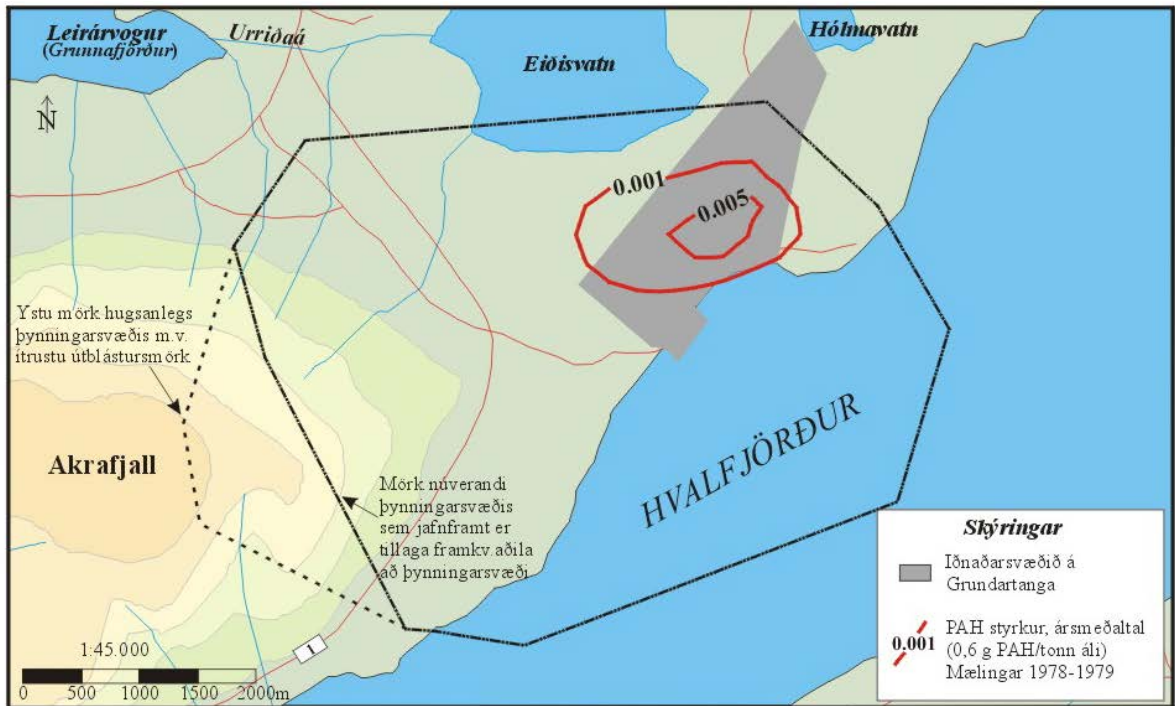 Leirárvogur
(Grunnafjörður)
Urriðaá
Eiðisvatn
Hólmavatn
N
0.001
0.005
Ystu mörk hugsanlegs
þynningarsvæðis m.v.
ítrustu útblástursmörk
Akrafjall
Mörk núverandi
þynningarsvæðis
sem jafnframt er
tillaga framkv.aðila
að þynningarsvæði
HVALFJÖRÐUR
1
1:45.000
0 500 1000 1500 2000m
Skýringar
Iðnaðarsvæðið á
Grundartanga
0.001
PAH styrkur, ársmeðaltal
(0,6 g PAH/tonn áli)
Mælingar 1978-1979